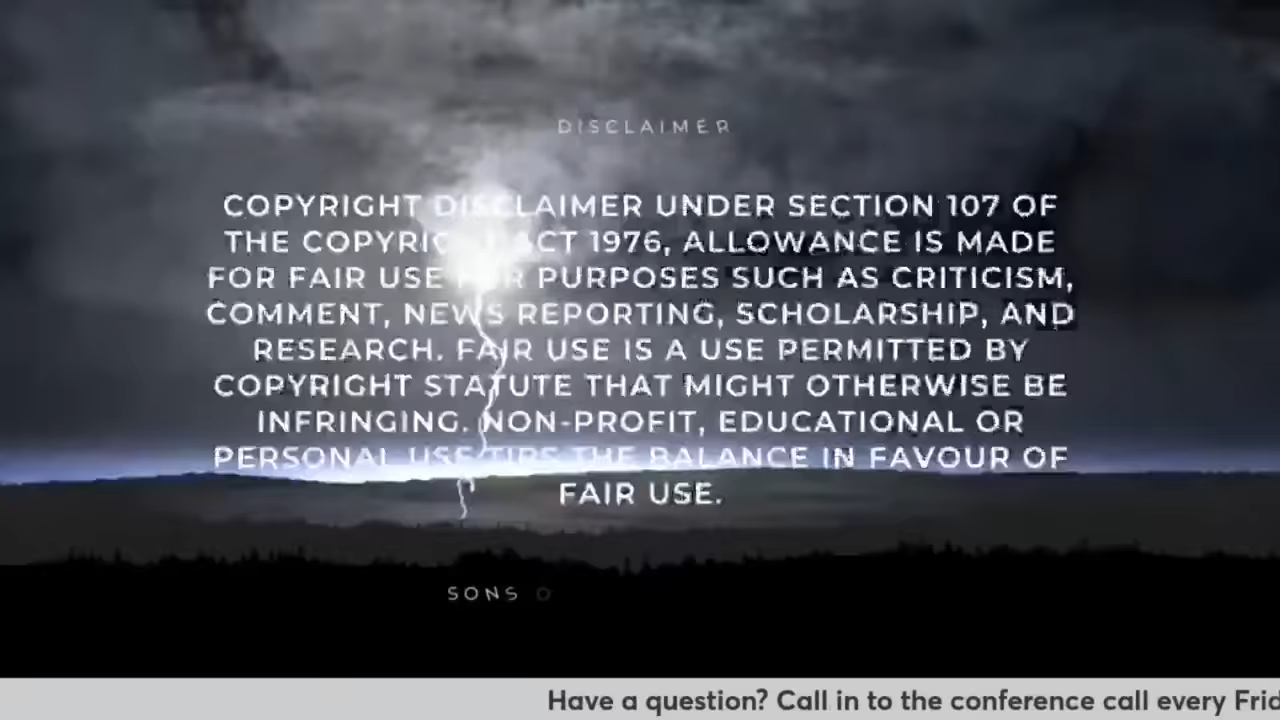 DISCLAIMER
COPYRIGHT DISCLAIMER UNDER SECTION 107 OF
THE COPYRIGHT ACT 1976, ALLOWANCE IS MADE
FOR FAIR USE FOR PURPOSES SUCH AS CRITICISM,
COMMENT, NEWS REPORTING, SCHOLARSHIP, AND
RESEARCH. FAIR USE IS A USE PERMITTED BY
COPYRIGHT STATUTE THAT MIGHT OTHERWISE BE
INFRINGING. NON-PROFIT, EDUCATIONAL OR
PERSONAL USE TIPS THE BALANCE IN FAVOUR OF
FAIR USE.
SONS O
Have a question? Call in to the conference call every Frid